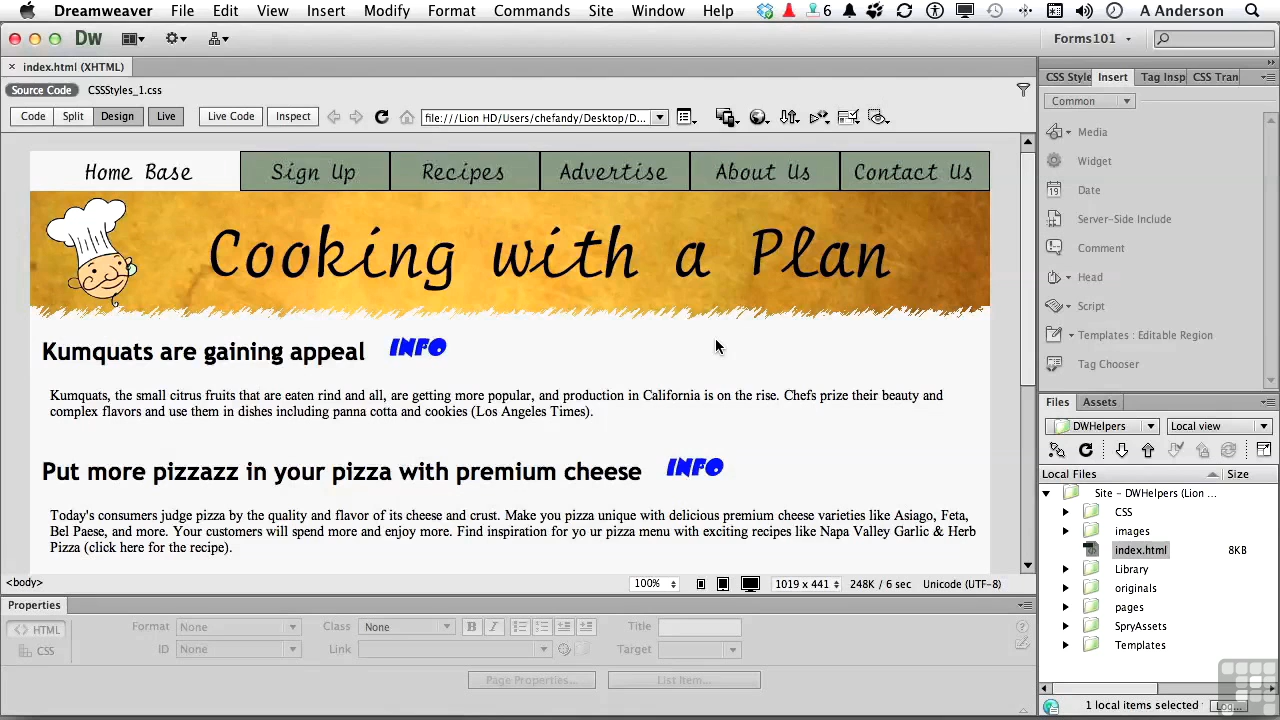 Dreamweaver File Edit View Insert Modify Format Commands Site Window Help 6 A Anderson
Dw Forms101
index.html (XHTML)
Source Code CSSStyles_1.css
Code Split Design Live Live Code Inspect file:///Lion HD/Users/chefandy/Desktop/D...
Home Base Sign Up Recipes Advertise About Us Contact Us
Cooking with a Plan
Kumquats are gaining appeal INFO
Kumquats, the small citrus fruits that are eaten rind and all, are getting more popular, and production in California is on the rise. Chefs prize their beauty and
complex flavors and use them in dishes including panna cotta and cookies (Los Angeles Times).
Put more pizzazz in your pizza with premium cheese INFO
Today's consumers judge pizza by the quality and flavor of its cheese and crust. Make you pizza unique with delicious premium cheese varieties like Asiago, Feta,
Bel Paese, and more. Your customers will spend more and enjoy more. Find inspiration for yo ur pizza menu with exciting recipes like Napa Valley Garlic & Herb
Pizza (click here for the recipe).
<body> 100% 1019 x 441 248K / 6 sec Unicode (UTF-8)
Properties
HTML Format None Class None B I Title
CSS ID None Link Target
Page Properties... List Item...
CSS Style Insert Tag Insp CSS Tran
Common
Media
Widget
19 Date
Server-Side Include
Comment
Head
Script
Templates : Editable Region
Tag Chooser
Files Assets
DWHelpers Local view
Local Files Size
Site - DWHelpers (Lion ...
CSS
images
index.html 8KB
Library
originals
pages
SpryAssets
Templates
1 local items selected Log...